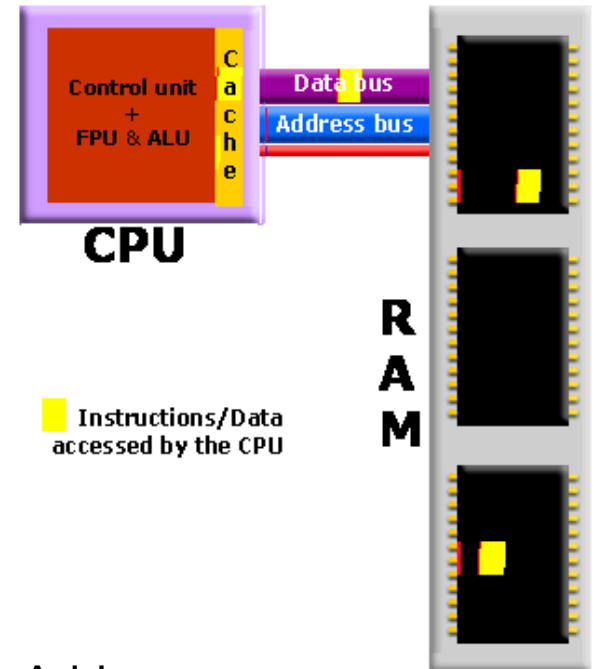 Control unit
+
FPU & ALU
C
a
c
h
e
Data bus
Address bus
CPU
R
A
M
Instructions/Data
accessed by the CPU